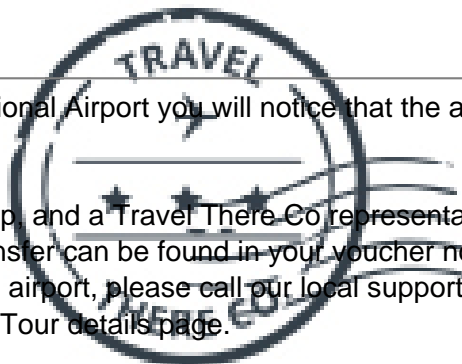 TRAVEL
ional Airport you will notice that the a
p, and a Travel There Co representa
nsfer can be found in your voucher n
airport, please call our local support
THERE CO.
Tour details page.